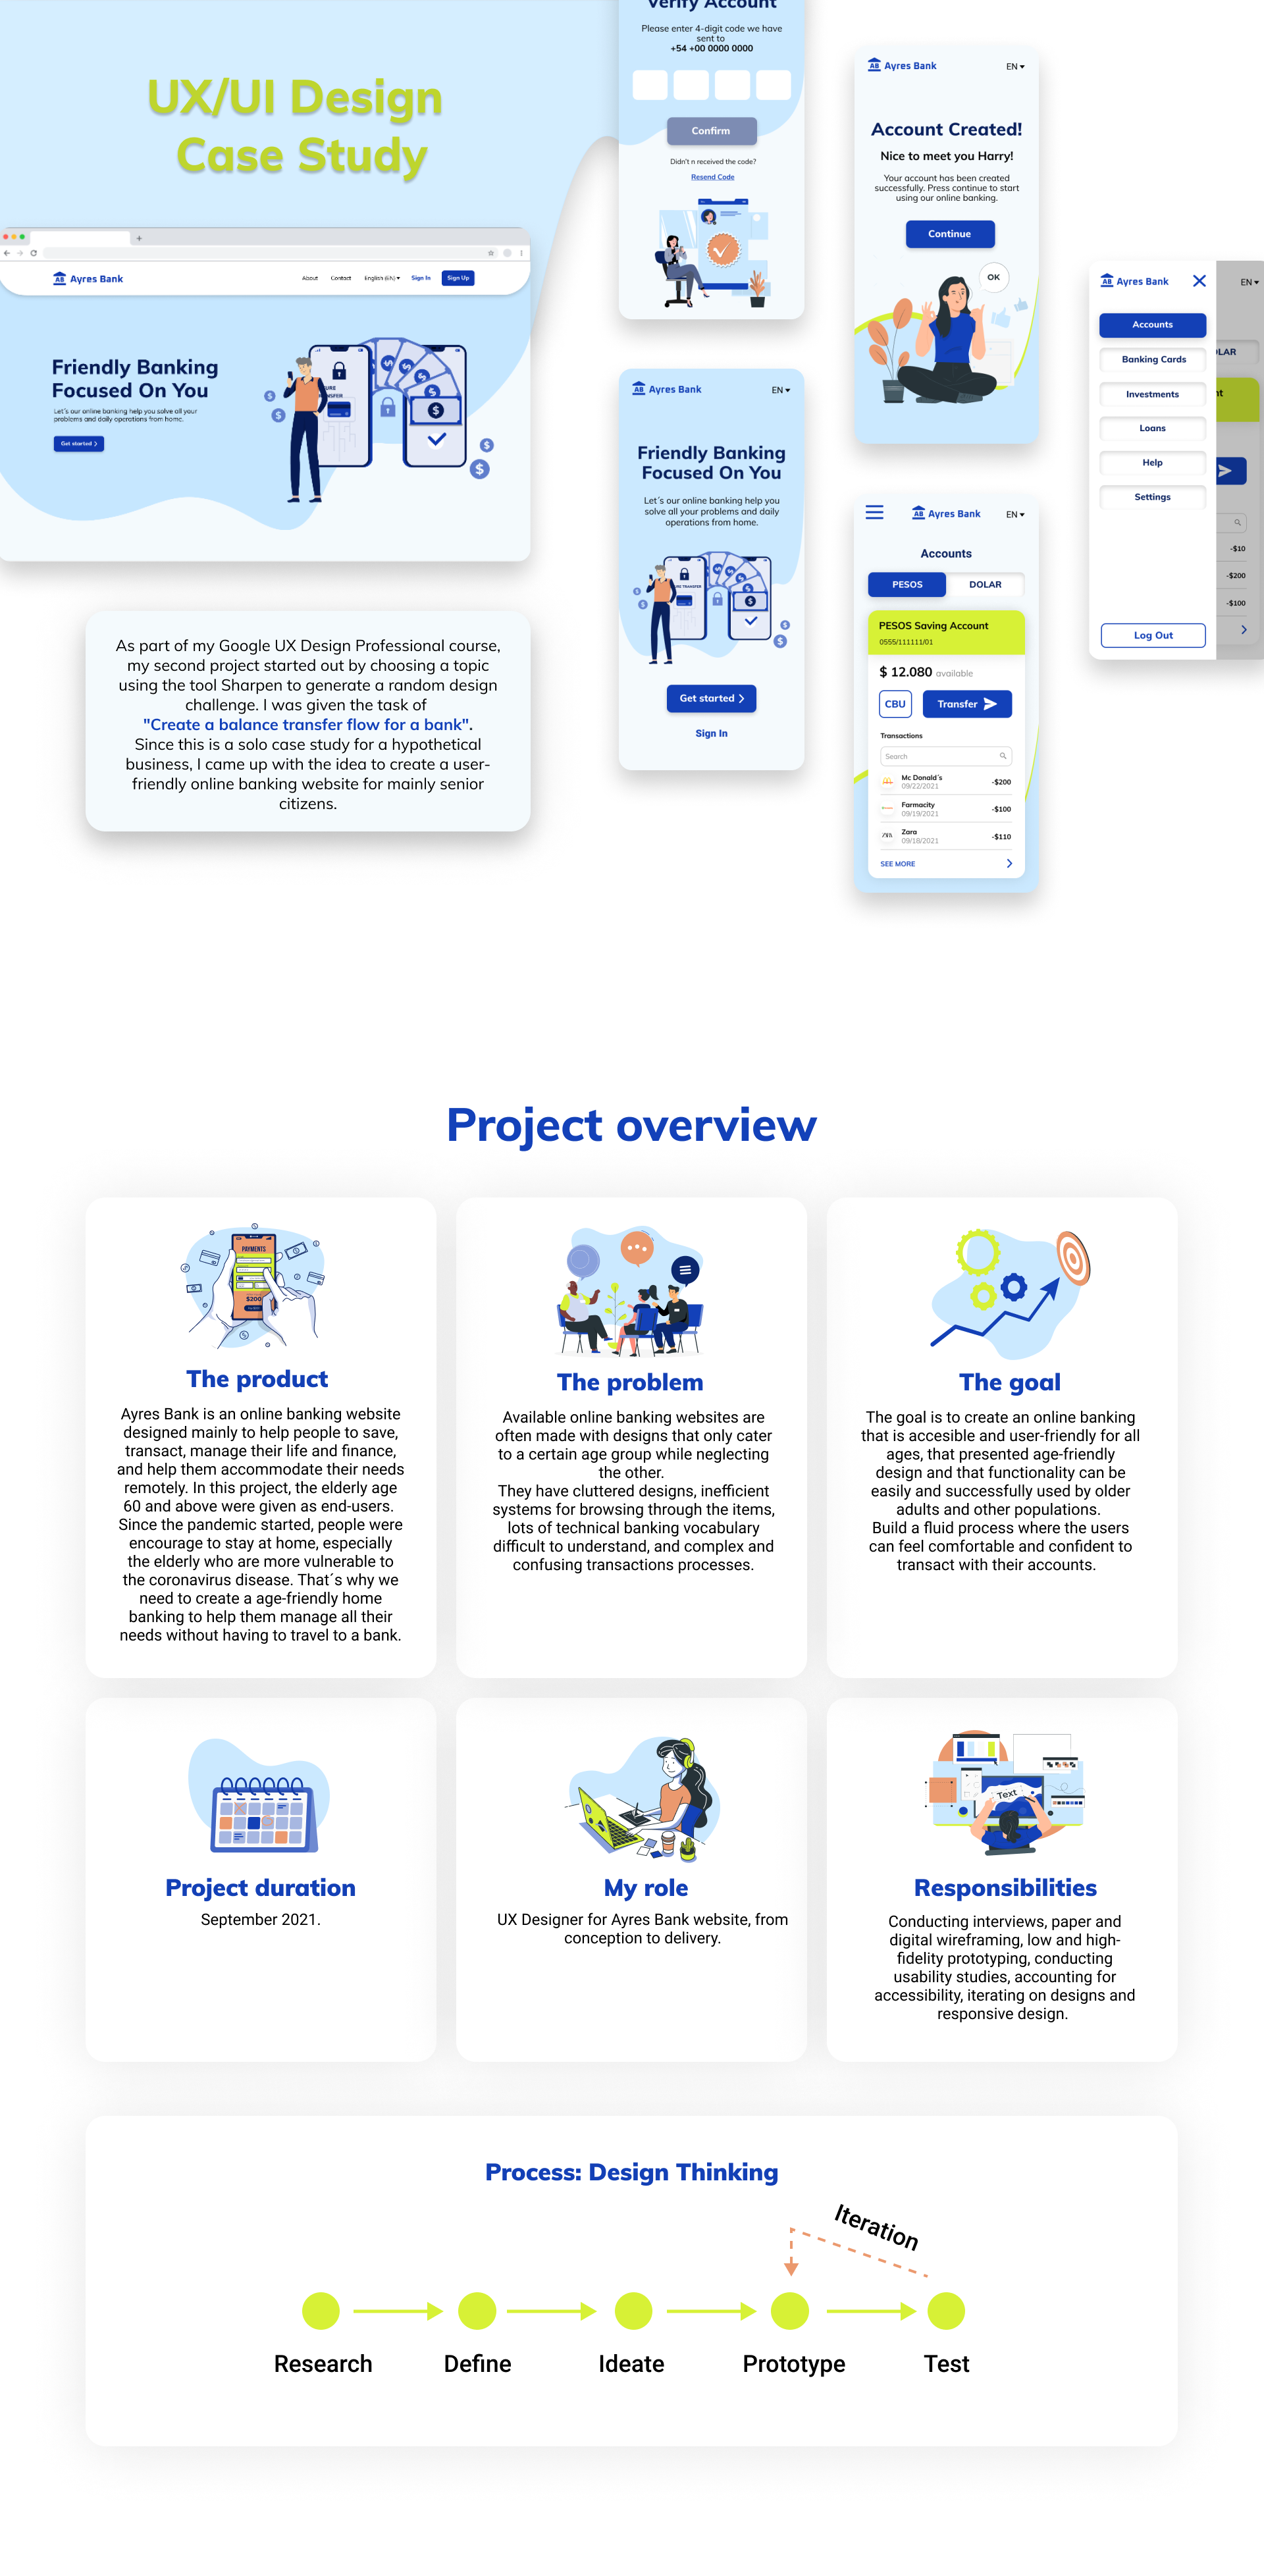 UX/UI Design
Case Study
Ayres Bank
About
Contact
English (EN)
Sign In
Sign Up
Friendly Banking
Focused On You
Let´s our online banking help you solve all your
problems and daily operations from home.
Get started
As part of my Google UX Design Professional course,
my second project started out by choosing a topic
using the tool Sharpen to generate a random design
challenge. I was given the task of
"Create a balance transfer flow for a bank".
Since this is a solo case study for a hypothetical
business, I came up with the idea to create a user-
friendly online banking website for mainly senior
citizens.
Verify Account
Please enter 4-digit code we have
sent to
+54 +00 0000 0000
Confirm
Didn't n received the code?
Resend Code
Ayres Bank
EN
Friendly Banking
Focused On You
Let´s our online banking help you
solve all your problems and daily
operations from home.
Get started
Sign In
Ayres Bank
EN
Account Created!
Nice to meet you Harry!
Your account has been created
successfully. Press continue to start
using our online banking.
Continue
OK
Ayres Bank
EN
Accounts
PESOS
DOLAR
PESOS Saving Account
0555/111111/01
$ 12.080 available
CBU
Transfer
Transactions
Search
Mc Donald´s
09/22/2021
-$200
Farmacity
09/19/2021
-$100
Zara
09/18/2021
-$110
SEE MORE
Ayres Bank
EN
Accounts
Banking Cards
Investments
Loans
Help
Settings
Log Out
-$10
-$200
-$100
Project overview
PAYMENTS
$200
The product
Ayres Bank is an online banking website
designed mainly to help people to save,
transact, manage their life and finance,
and help them accommodate their needs
remotely. In this project, the elderly age
60 and above were given as end-users.
Since the pandemic started, people were
encourage to stay at home, especially
the elderly who are more vulnerable to
the coronavirus disease. That´s why we
need to create a age-friendly home
banking to help them manage all their
needs without having to travel to a bank.
The problem
Available online banking websites are
often made with designs that only cater
to a certain age group while neglecting
the other.
They have cluttered designs, inefficient
systems for browsing through the items,
lots of technical banking vocabulary
difficult to understand, and complex and
confusing transactions processes.
The goal
The goal is to create an online banking
that is accesible and user-friendly for all
ages, that presented age-friendly
design and that functionality can be
easily and successfully used by older
adults and other populations.
Build a fluid process where the users
can feel comfortable and confident to
transact with their accounts.
Project duration
September 2021.
My role
UX Designer for Ayres Bank website, from
conception to delivery.
Text
Responsibilities
Conducting interviews, paper and
digital wireframing, low and high-
fidelity prototyping, conducting
usability studies, accounting for
accessibility, iterating on designs and
responsive design.
Process: Design Thinking
Iteration
Research
Define
Ideate
Prototype
Test